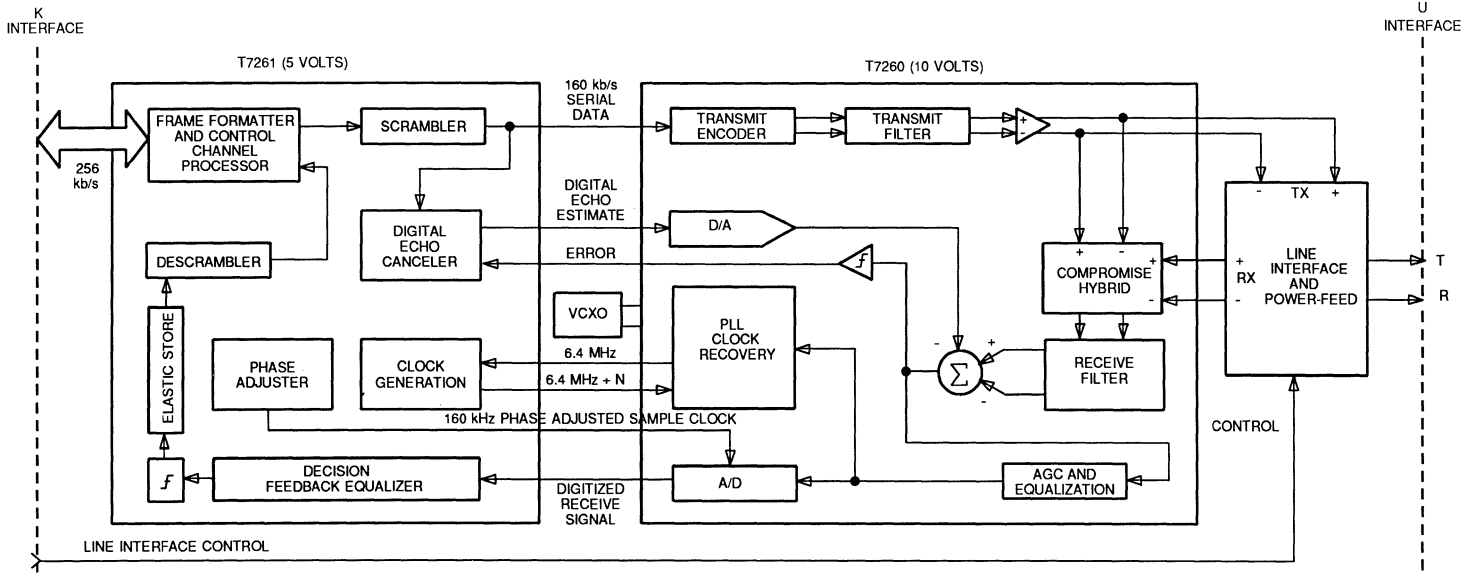 K
INTERFACE
U
INTERFACE
T7261 (5 VOLTS)
T7260 (10 VOLTS)
160 kb/s
SERIAL
DATA
FRAME FORMATTER
AND CONTROL
CHANNEL
PROCESSOR
SCRAMBLER
TRANSMIT
ENCODER
TRANSMIT
FILTER
+
-
256
kb/s
DIGITAL
ECHO
ESTIMATE
- TX +
DIGITAL
ECHO
CANCELER
D/A
ERROR
DESCRAMBLER
+ -
COMPROMISE
HYBRID
+
-
+
RX
-
LINE
INTERFACE
AND
POWER-FEED
T
R
VCXO
ELASTIC STORE
PHASE
ADJUSTER
CLOCK
GENERATION
6.4 MHz
6.4 MHz + N
PLL
CLOCK
RECOVERY
-
+
Σ
-
RECEIVE
FILTER
160 kHz PHASE ADJUSTED SAMPLE CLOCK
CONTROL
DECISION
FEEDBACK EQUALIZER
A/D
AGC AND
EQUALIZATION
DIGITIZED
RECEIVE
SIGNAL
LINE INTERFACE CONTROL